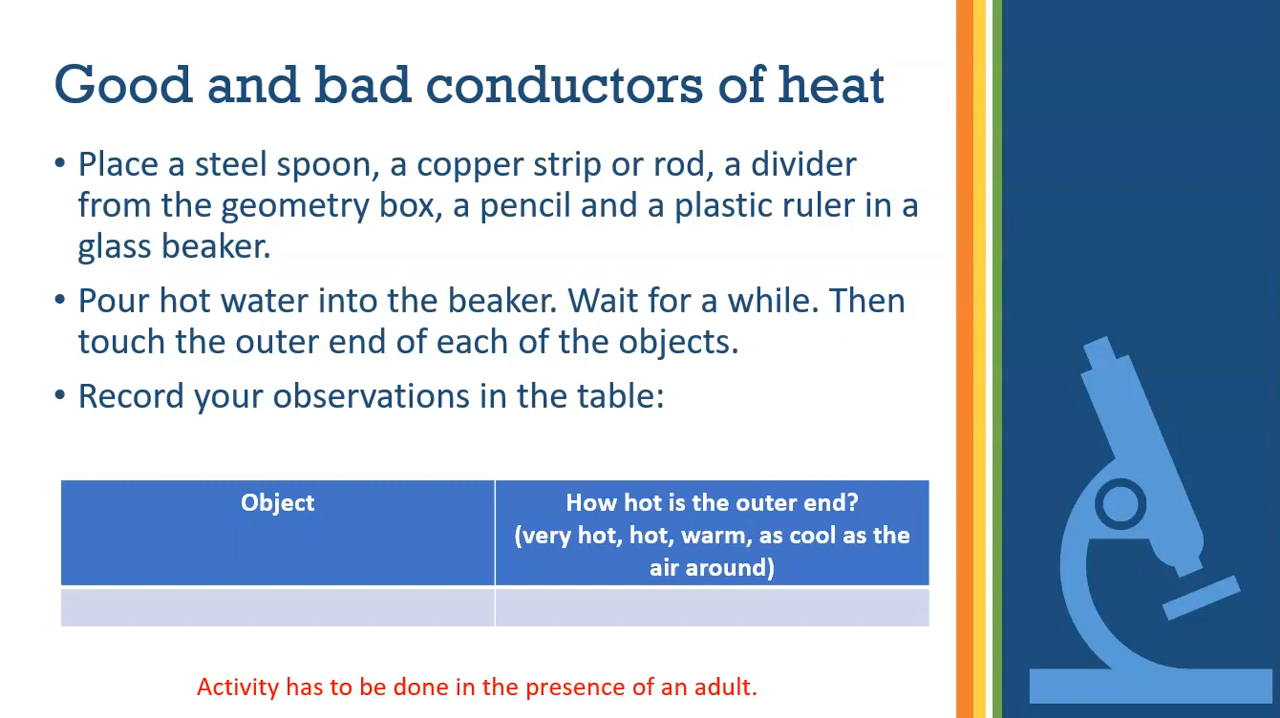 Good and bad conductors of heat
• Place a steel spoon, a copper strip or rod, a divider
from the geometry box, a pencil and a plastic ruler in a
glass beaker.
• Pour hot water into the beaker. Wait for a while. Then
touch the outer end of each of the objects.
• Record your observations in the table:
Object
How hot is the outer end?
(very hot, hot, warm, as cool as the
air around)
Activity has to be done in the presence of an adult.